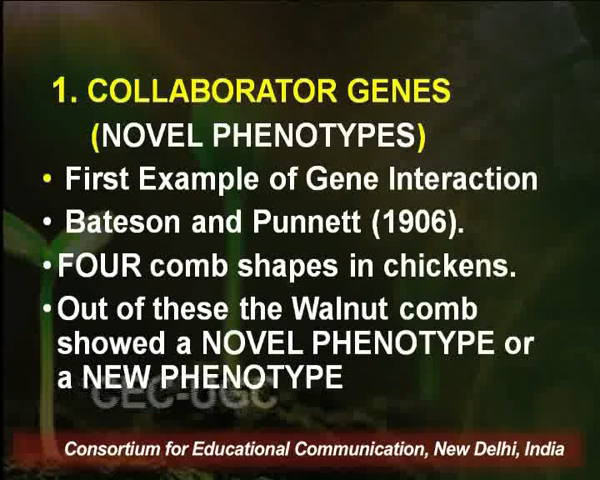 1. COLLABORATOR GENES
(NOVEL PHENOTYPES)
• First Example of Gene Interaction
• Bateson and Punnett (1906).
• FOUR comb shapes in chickens.
• Out of these the Walnut comb
showed a NOVEL PHENOTYPE or
a NEW PHENOTYPE
CEC-UGC
Consortium for Educational Communication, New Delhi, India